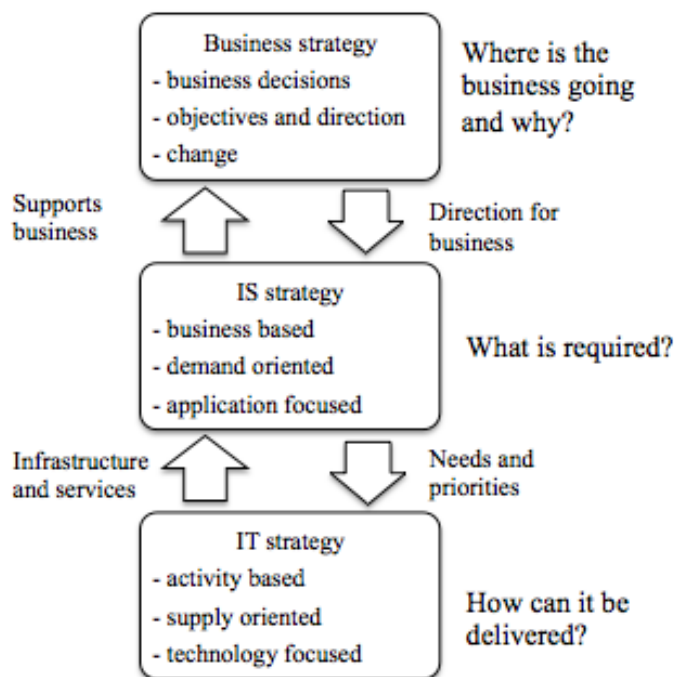 Business strategy
- business decisions
- objectives and direction
- change
Where is the
business going
and why?
Supports
business
Direction for
business
IS strategy
- business based
- demand oriented
- application focused
What is required?
Infrastructure
and services
Needs and
priorities
IT strategy
- activity based
- supply oriented
- technology focused
How can it be
delivered?